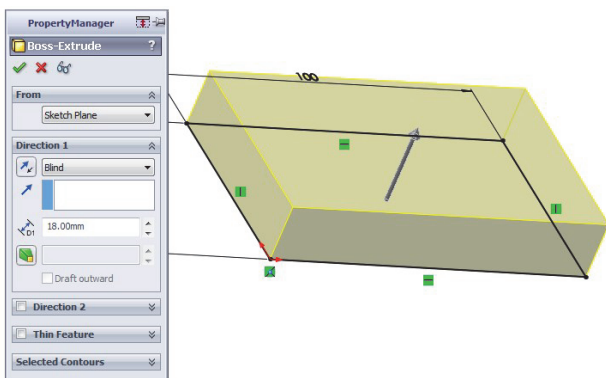 PropertyManager
Boss-Extrude ?
From
Sketch Plane
Direction 1
Blind
D1 18.00mm
Draft outward
Direction 2
Thin Feature
Selected Contours
100